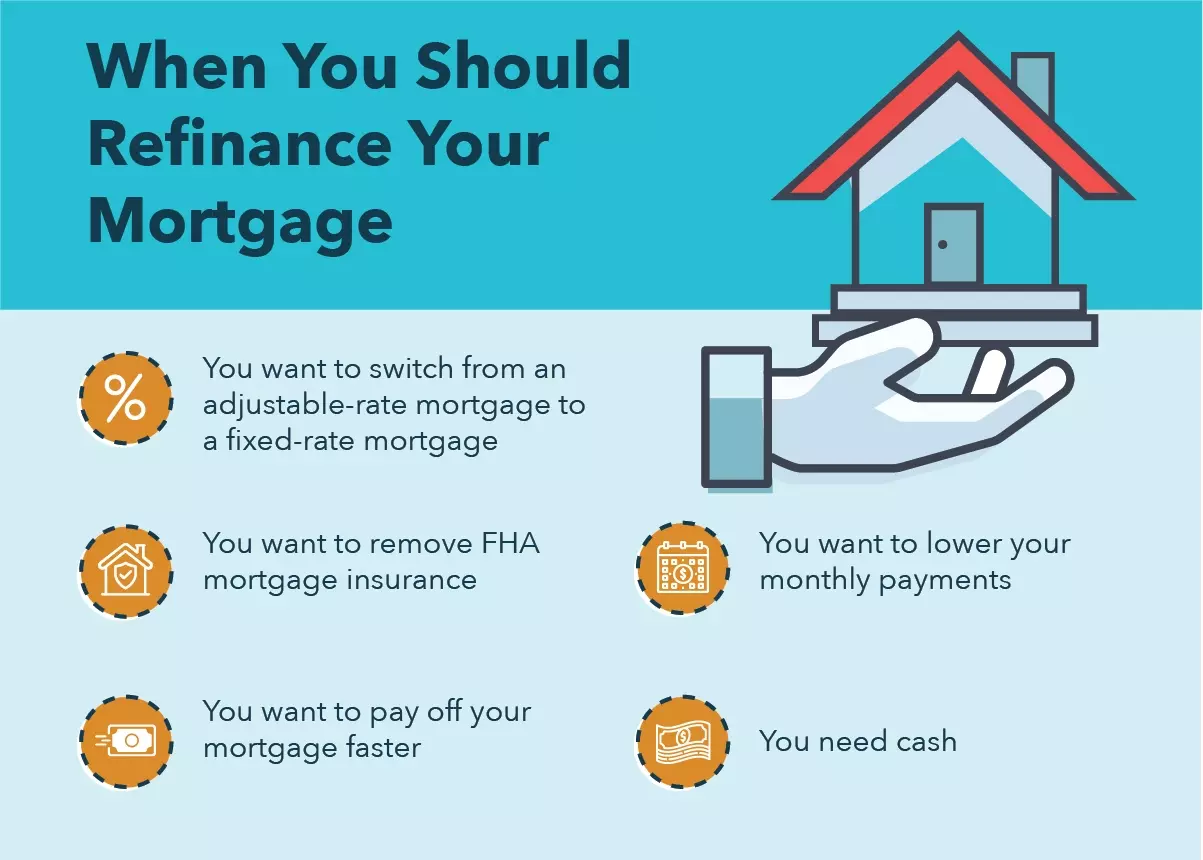 When You Should
Refinance Your
Mortgage
You want to switch from an
adjustable-rate mortgage to
a fixed-rate mortgage
You want to remove FHA
mortgage insurance
You want to lower your
monthly payments
You want to pay off your
mortgage faster
You need cash